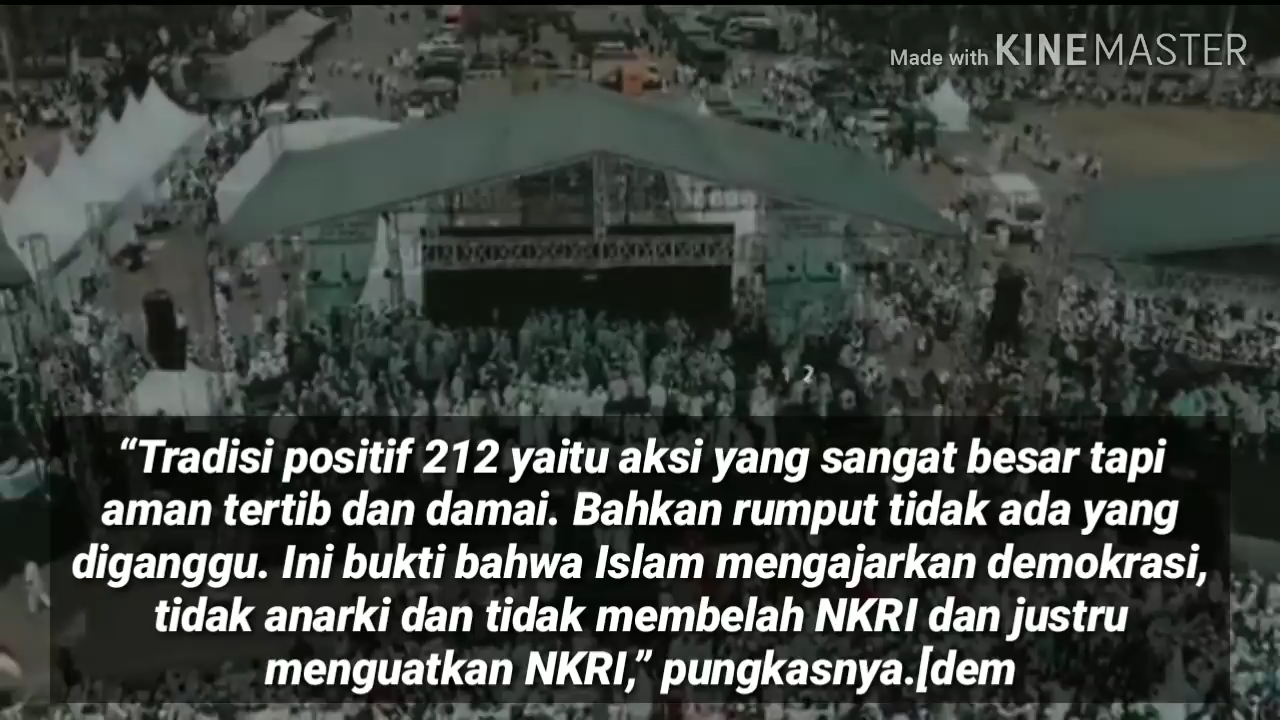 Made with KINEMASTER
“Tradisi positif 212 yaitu aksi yang sangat besar tapi
aman tertib dan damai. Bahkan rumput tidak ada yang
diganggu. Ini bukti bahwa Islam mengajarkan demokrasi,
tidak anarki dan tidak membelah NKRI dan justru
menguatkan NKRI,” pungkasnya.[dem